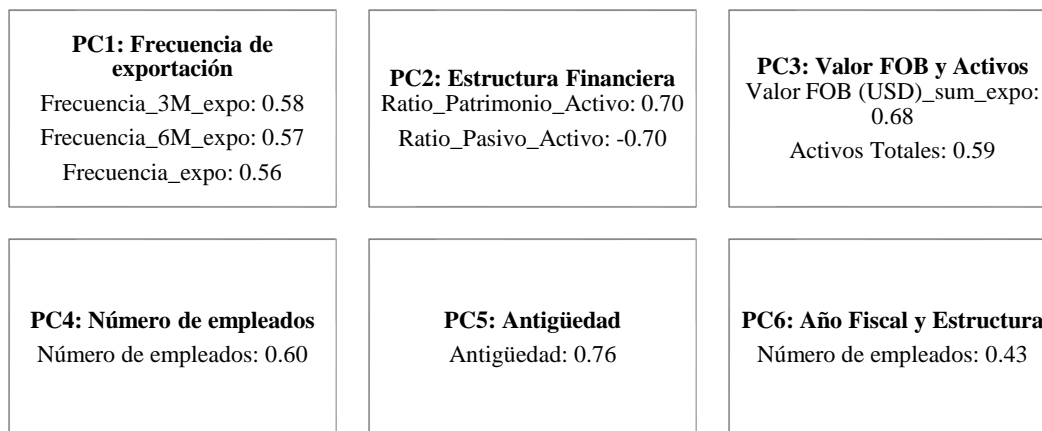 PC1: Frecuencia de
exportación
Frecuencia_3M_expo: 0.58
Frecuencia_6M_expo: 0.57
Frecuencia_expo: 0.56
PC2: Estructura Financiera
Ratio_Patrimonio_Activo: 0.70
Ratio_Pasivo_Activo: -0.70
PC3: Valor FOB y Activos
Valor FOB (USD)_sum_expo:
0.68
Activos Totales: 0.59
PC4: Número de empleados
Número de empleados: 0.60
PC5: Antigüedad
Antigüedad: 0.76
PC6: Año Fiscal y Estructura
Número de empleados: 0.43